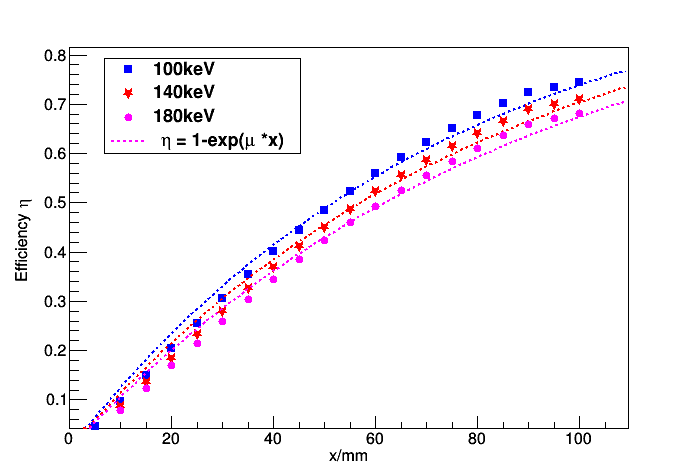 0.8
100keV
140keV
0.7
180keV
η = 1-exp(μ *x)
0.6
0.5
0.4
0.3
0.2
0.1
Efficiency η
0 20 40 60 80 100
x/mm